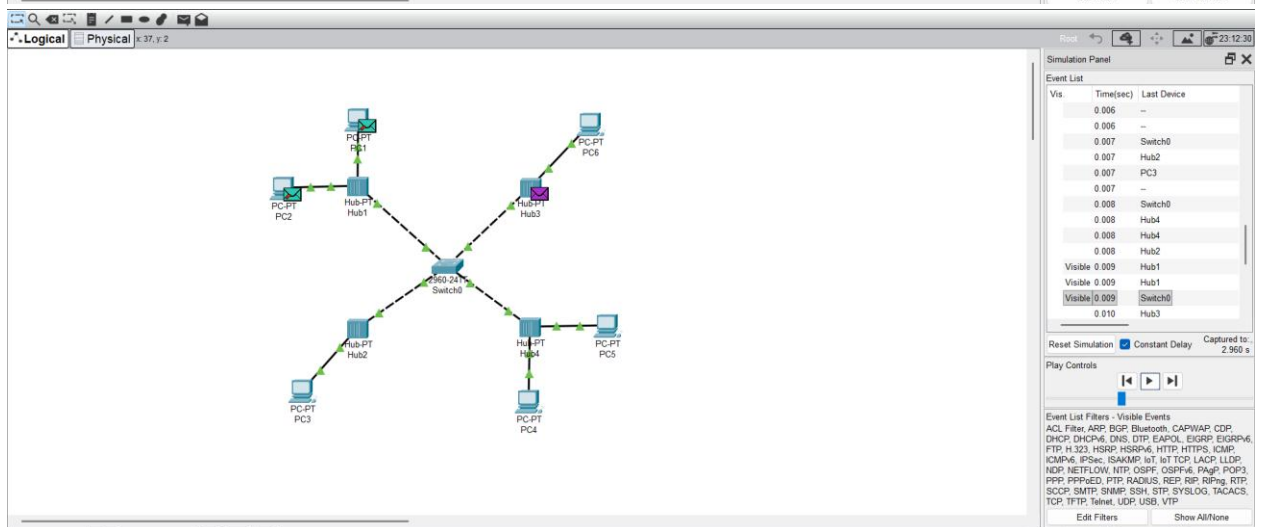 Logical Physical x: 37, y: 2 Root 23:12:30
Simulation Panel
Event List
Vis. Time(sec) Last Device
0.006 --
0.006 --
0.007 Switch0
0.007 Hub2
0.007 PC3
0.007 --
0.008 Switch0
0.008 Hub4
0.008 Hub4
0.008 Hub2
Visible 0.009 Hub1
Visible 0.009 Hub1
Visible 0.009 Switch0
0.010 Hub3
Reset Simulation Constant Delay Captured to:
2.960 s
Play Controls
Event List Filters - Visible Events
ACL Filter, ARP, BGP, Bluetooth, CAPWAP, CDP,
DHCP, DHCPv6, DNS, DTP, EAPOL, EIGRP, EIGRPv6,
FTP, H.323, HSRP, HSRPv6, HTTP, HTTPS, ICMP,
ICMPv6, IPSec, ISAKMP, IoT, IoT TCP, LACP, LLDP,
NDP, NETFLOW, NTP, OSPF, OSPFv6, PAgP, POP3,
PPP, PPPoED, PTP, RADIUS, REP, RIP, RIPng, RTP,
SCCP, SMTP, SNMP, SSH, STP, SYSLOG, TACACS,
TCP, TFTP, Telnet, UDP, USB, VTP
Edit Filters Show All/None
PC-PT
PC1
PC-PT
PC6
PC-PT
PC2
Hub-PT
Hub1
Hub-PT
Hub3
2960-24TT
Switch0
Hub-PT
Hub2
Hub-PT
Hub4
PC-PT
PC5
PC-PT
PC3
PC-PT
PC4